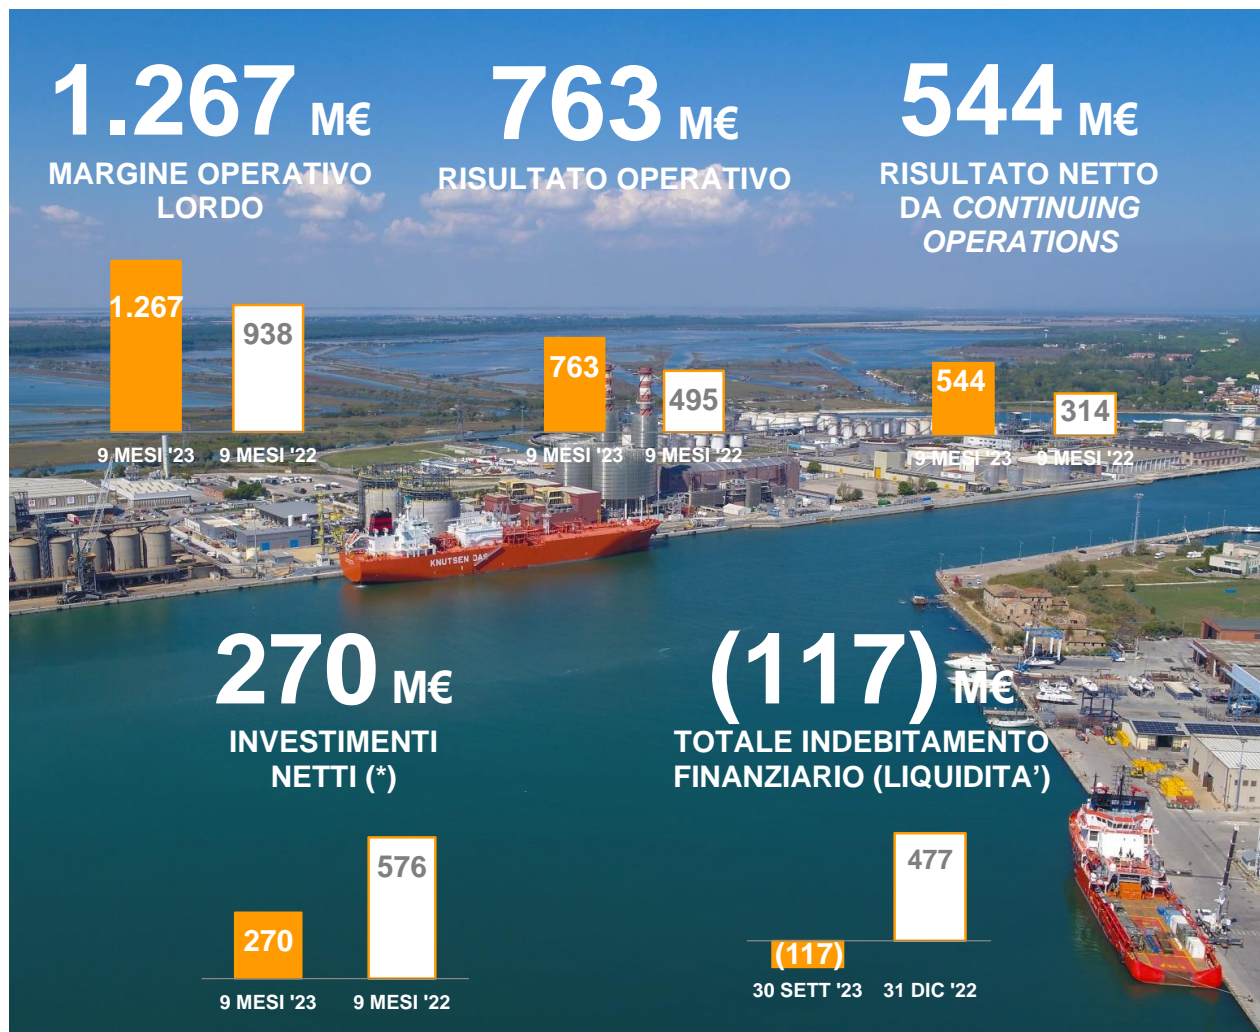 1.267 M€
MARGINE OPERATIVO
LORDO
1.267
938
9 MESI '23 9 MESI '22
763 M€
RISULTATO OPERATIVO
763
495
9 MESI '23 9 MESI '22
544 M€
RISULTATO NETTO
DA CONTINUING
OPERATIONS
544
314
9 MESI '23 9 MESI '22
KNUTSEN OAS
270 M€
INVESTIMENTI
NETTI (*)
270
576
9 MESI '23 9 MESI '22
(117) M€
TOTALE INDEBITAMENTO
FINANZIARIO (LIQUIDITA’)
(117)
477
30 SETT '23 31 DIC '22